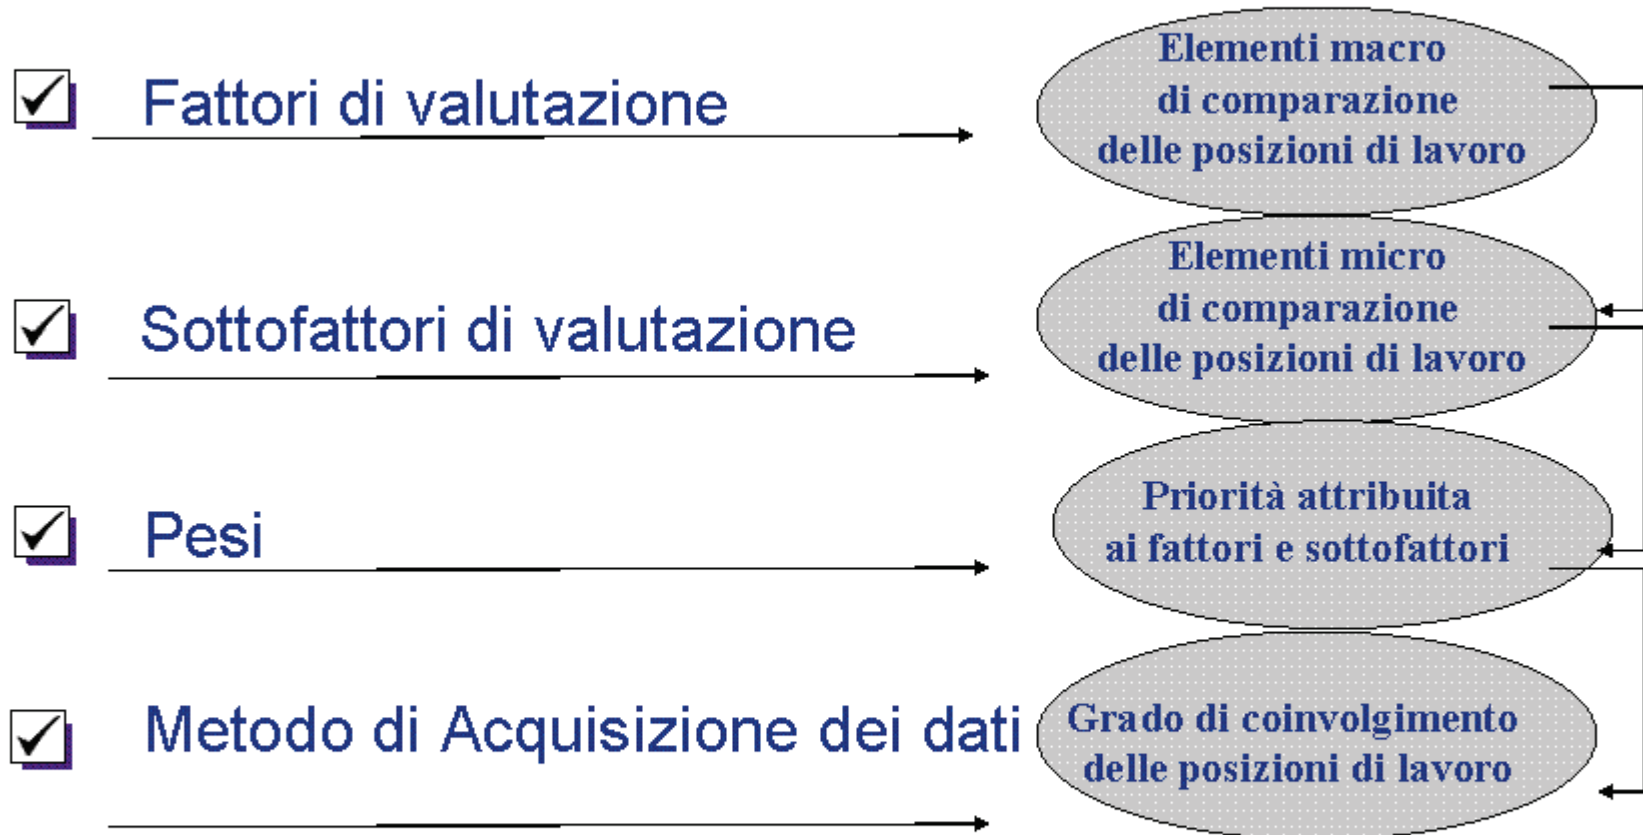 Fattori di valutazione
Elementi macro
di comparazione
delle posizioni di lavoro
Sottofattori di valutazione
Elementi micro
di comparazione
delle posizioni di lavoro
Pesi
Priorità attribuita
ai fattori e sottofattori
Metodo di Acquisizione dei dati
Grado di coinvolgimento
delle posizioni di lavoro